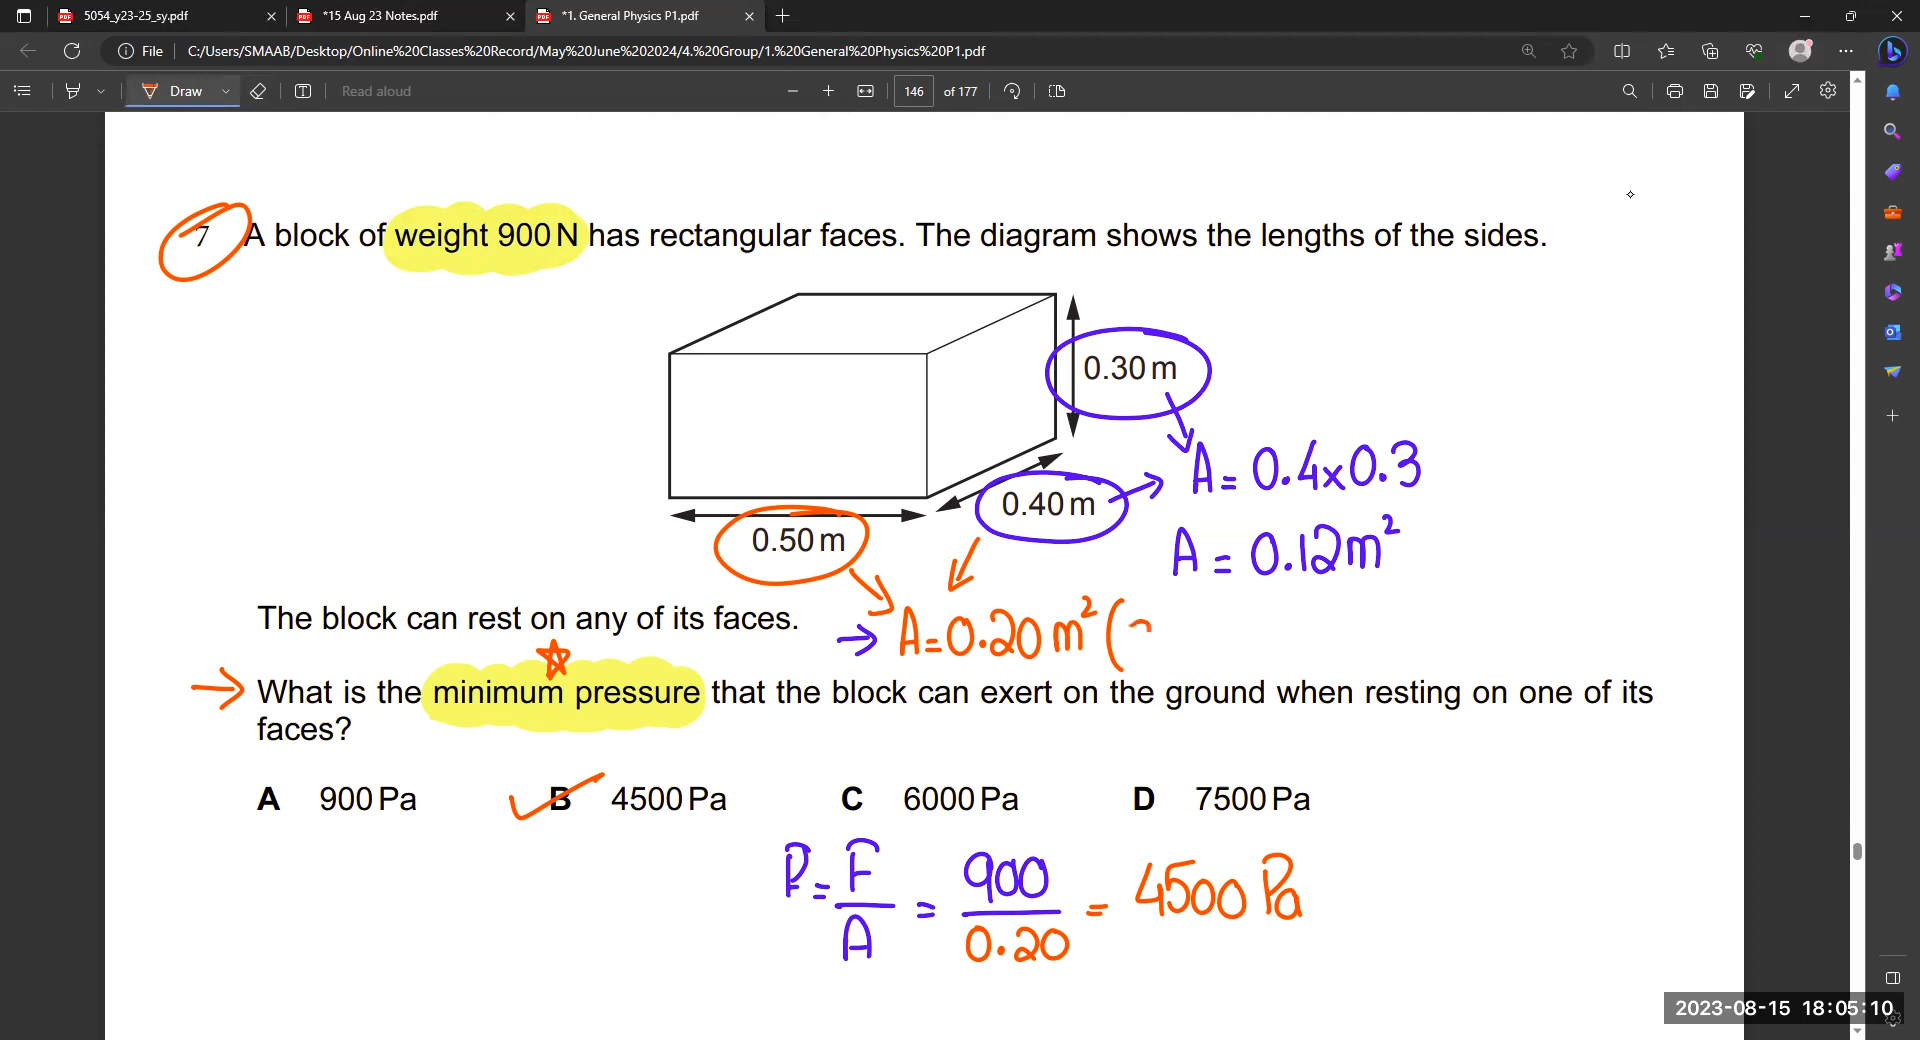 5054_y23-25_sy.pdf
*15 Aug 23 Notes.pdf
*1. General Physics P1.pdf
File
C:/Users/SMAAB/Desktop/Online%20Classes%20Record/May%20June%202024/4.%20Group/1.%20General%20Physics%20P1.pdf
Draw
Read aloud
146 of 177
7 A block of weight 900 N has rectangular faces. The diagram shows the lengths of the sides.
0.30 m
A = 0.4x0.3
0.40 m
0.50 m
A = 0.12m²
The block can rest on any of its faces.
→ A=0.20 m² (
→ What is the minimum pressure that the block can exert on the ground when resting on one of its
faces?
A 900 Pa B 4500 Pa C 6000 Pa D 7500 Pa
P = F/A = 900/0.20 = 4500 Pa
2023-08-15 18:05:10